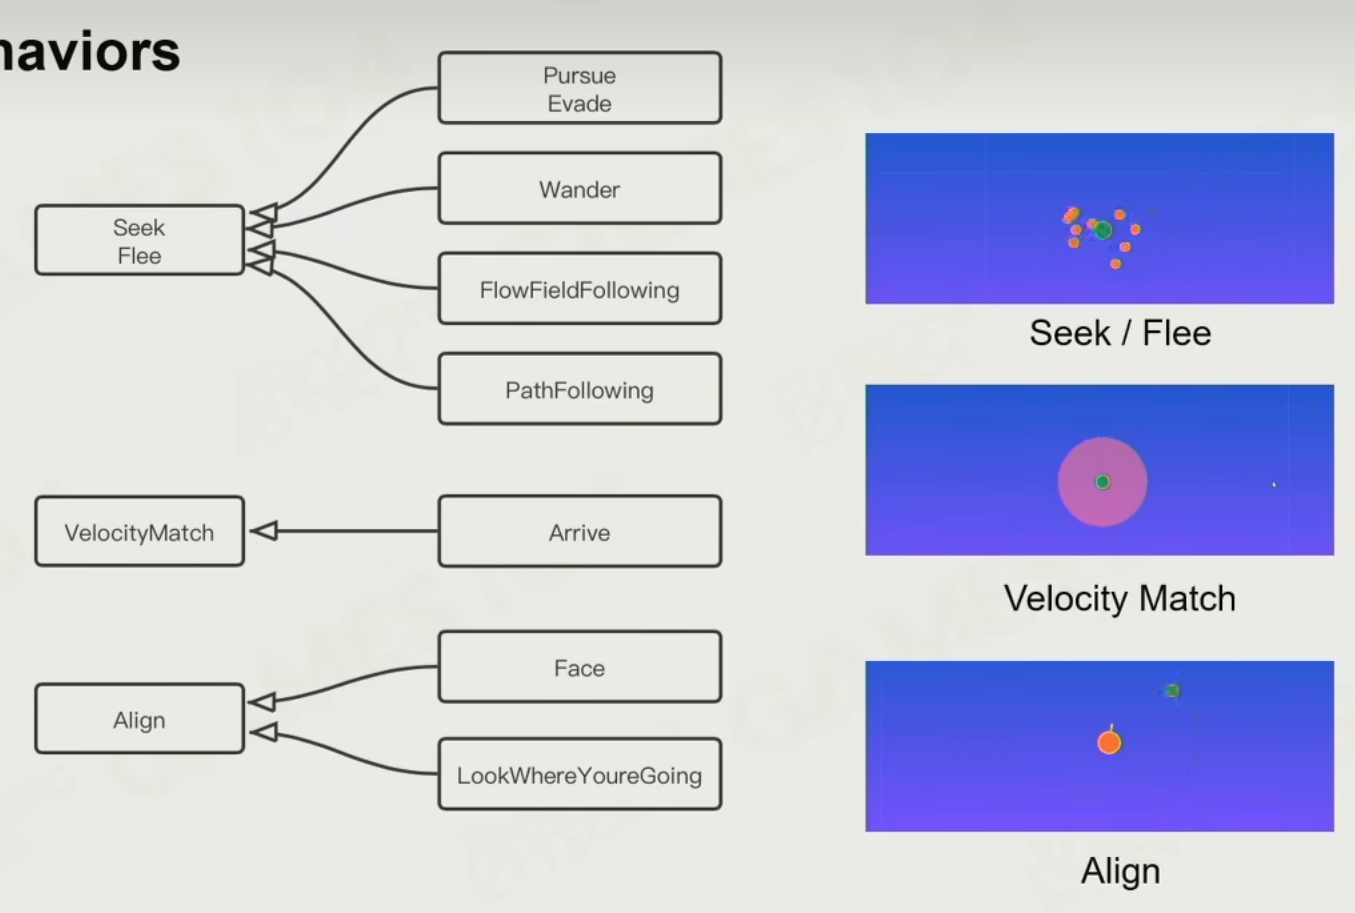 haviors
Pursue
Evade
Wander
Seek
Flee
FlowFieldFollowing
PathFollowing
Seek / Flee
VelocityMatch
Arrive
Velocity Match
Face
Align
LookWhereYoureGoing
Align